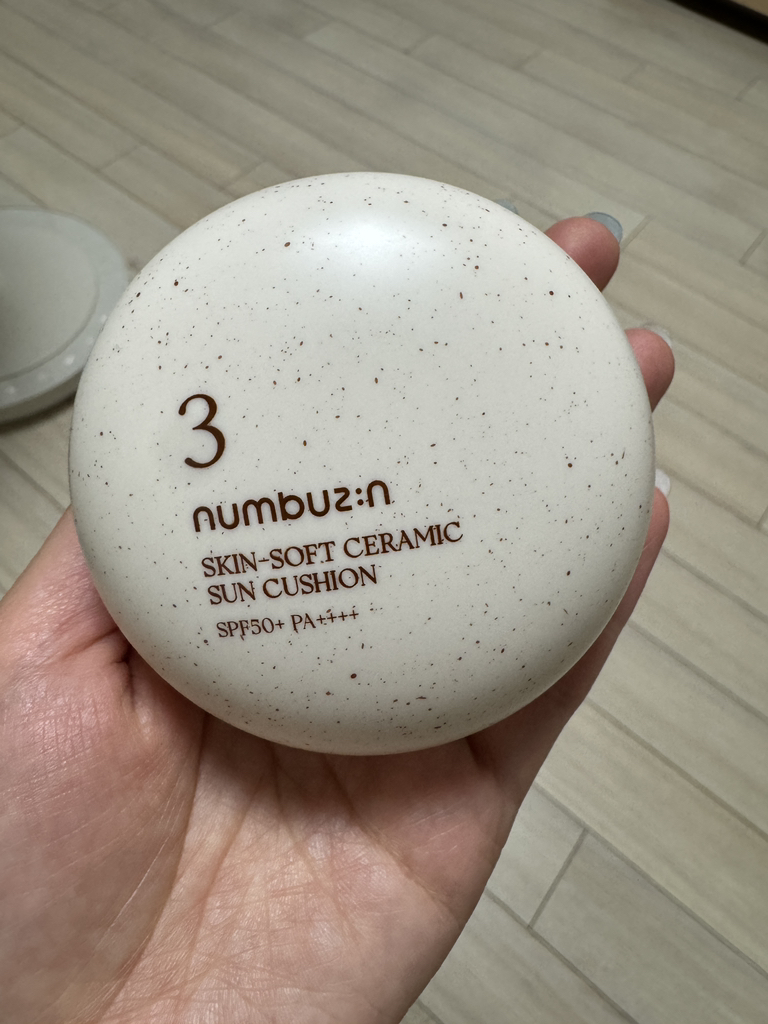 3
numbuz:n
SKIN-SOFT CERAMIC
SUN CUSHION
SPF50+ PA++++